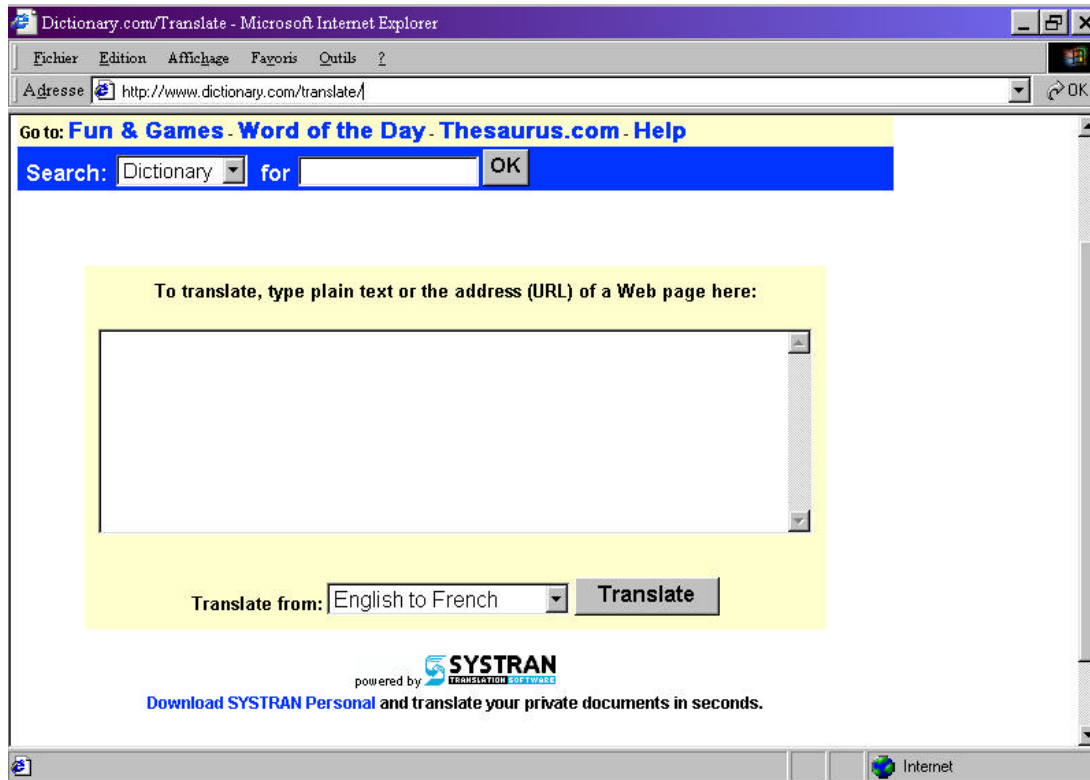 Dictionary.com/Translate - Microsoft Internet Explorer
Fichier Edition Affichage Favoris Outils ?
Adresse http://www.dictionary.com/translate/ OK
Go to: Fun & Games - Word of the Day - Thesaurus.com - Help
Search: Dictionary for OK
To translate, type plain text or the address (URL) of a Web page here:
Translate from: English to French Translate
powered by SYSTRAN
TRANSLATION SOFTWARE
Download SYSTRAN Personal and translate your private documents in seconds.
Internet